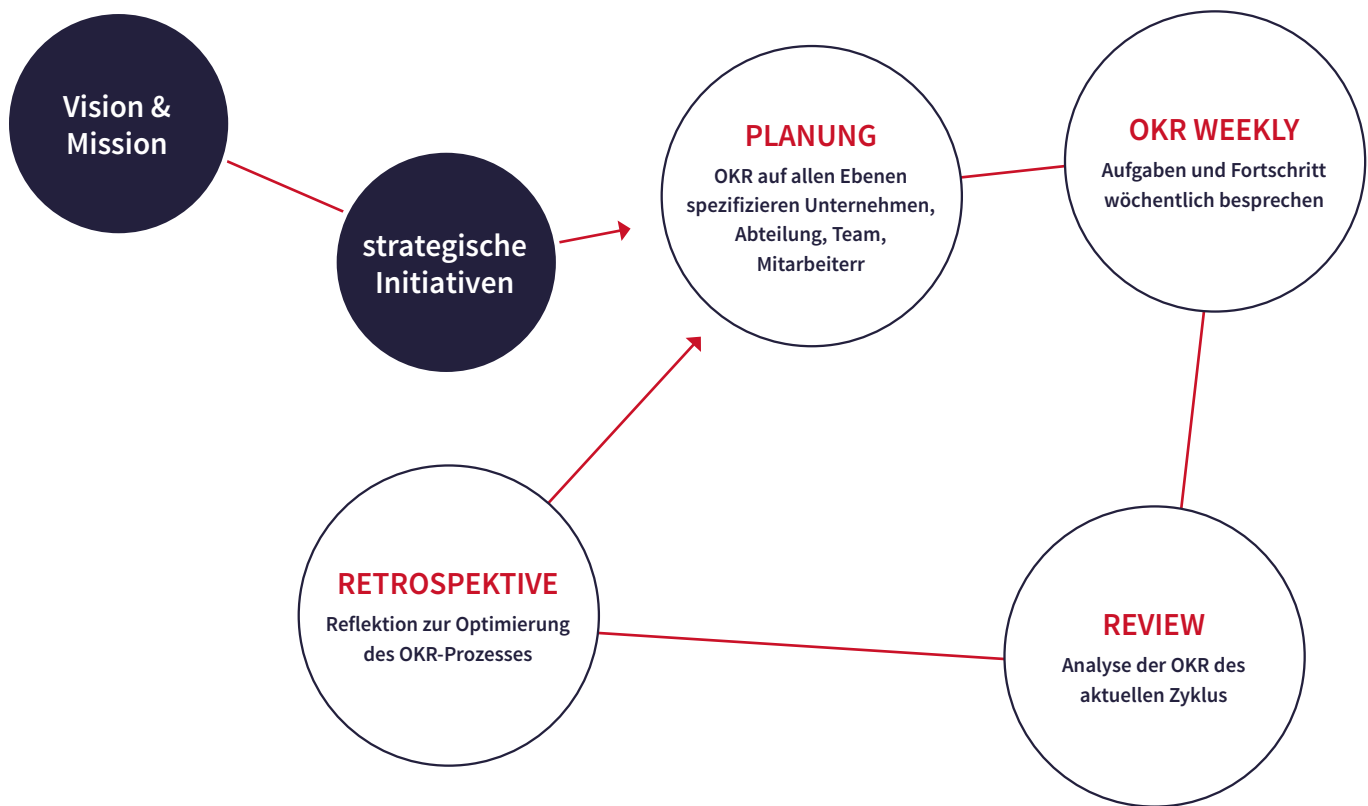 Vision &
Mission
strategische
Initiativen
PLANUNG
OKR auf allen Ebenen
spezifizieren Unternehmen,
Abteilung, Team,
Mitarbeiterr
OKR WEEKLY
Aufgaben und Fortschritt
wöchentlich besprechen
REVIEW
Analyse der OKR des
aktuellen Zyklus
RETROSPEKTIVE
Reflektion zur Optimierung
des OKR-Prozesses